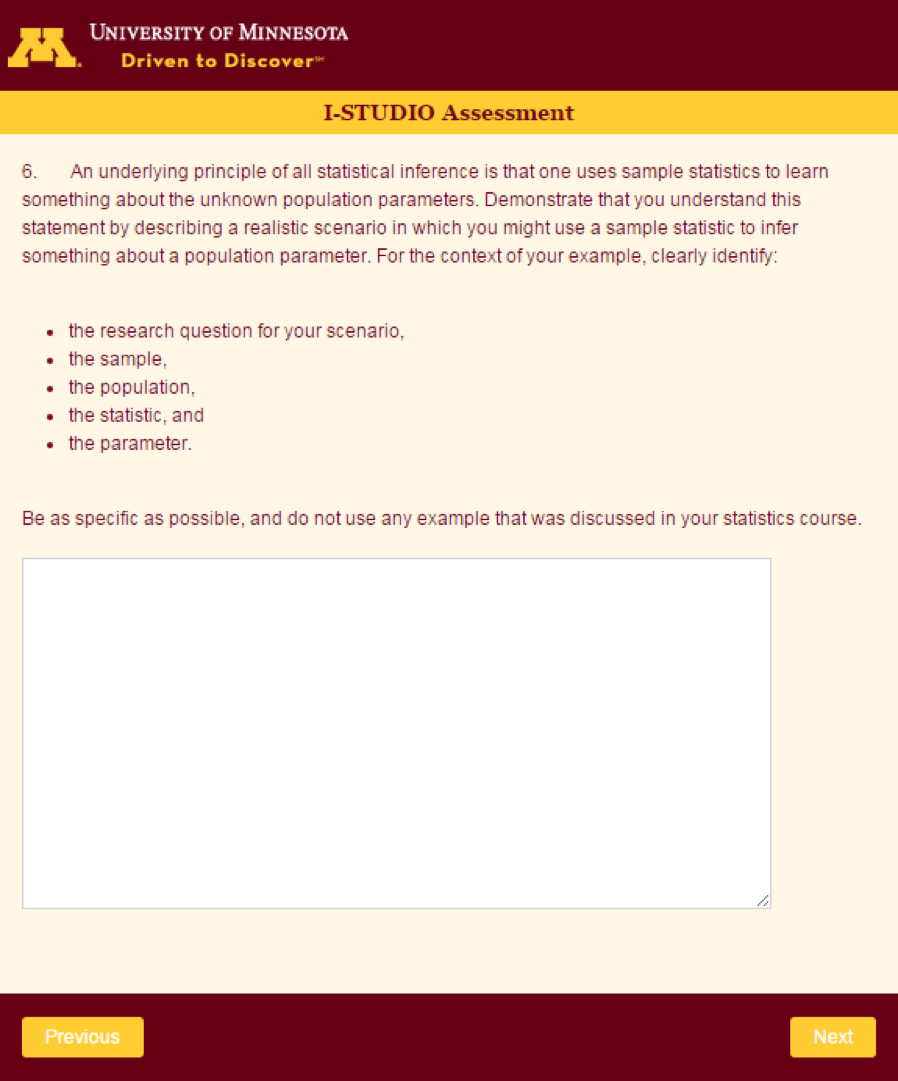 UNIVERSITY OF MINNESOTA
Driven to Discover℠
I-STUDIO Assessment
6. An underlying principle of all statistical inference is that one uses sample statistics to learn
something about the unknown population parameters. Demonstrate that you understand this
statement by describing a realistic scenario in which you might use a sample statistic to infer
something about a population parameter. For the context of your example, clearly identify:
• the research question for your scenario,
• the sample,
• the population,
• the statistic, and
• the parameter.
Be as specific as possible, and do not use any example that was discussed in your statistics course.
Previous
Next